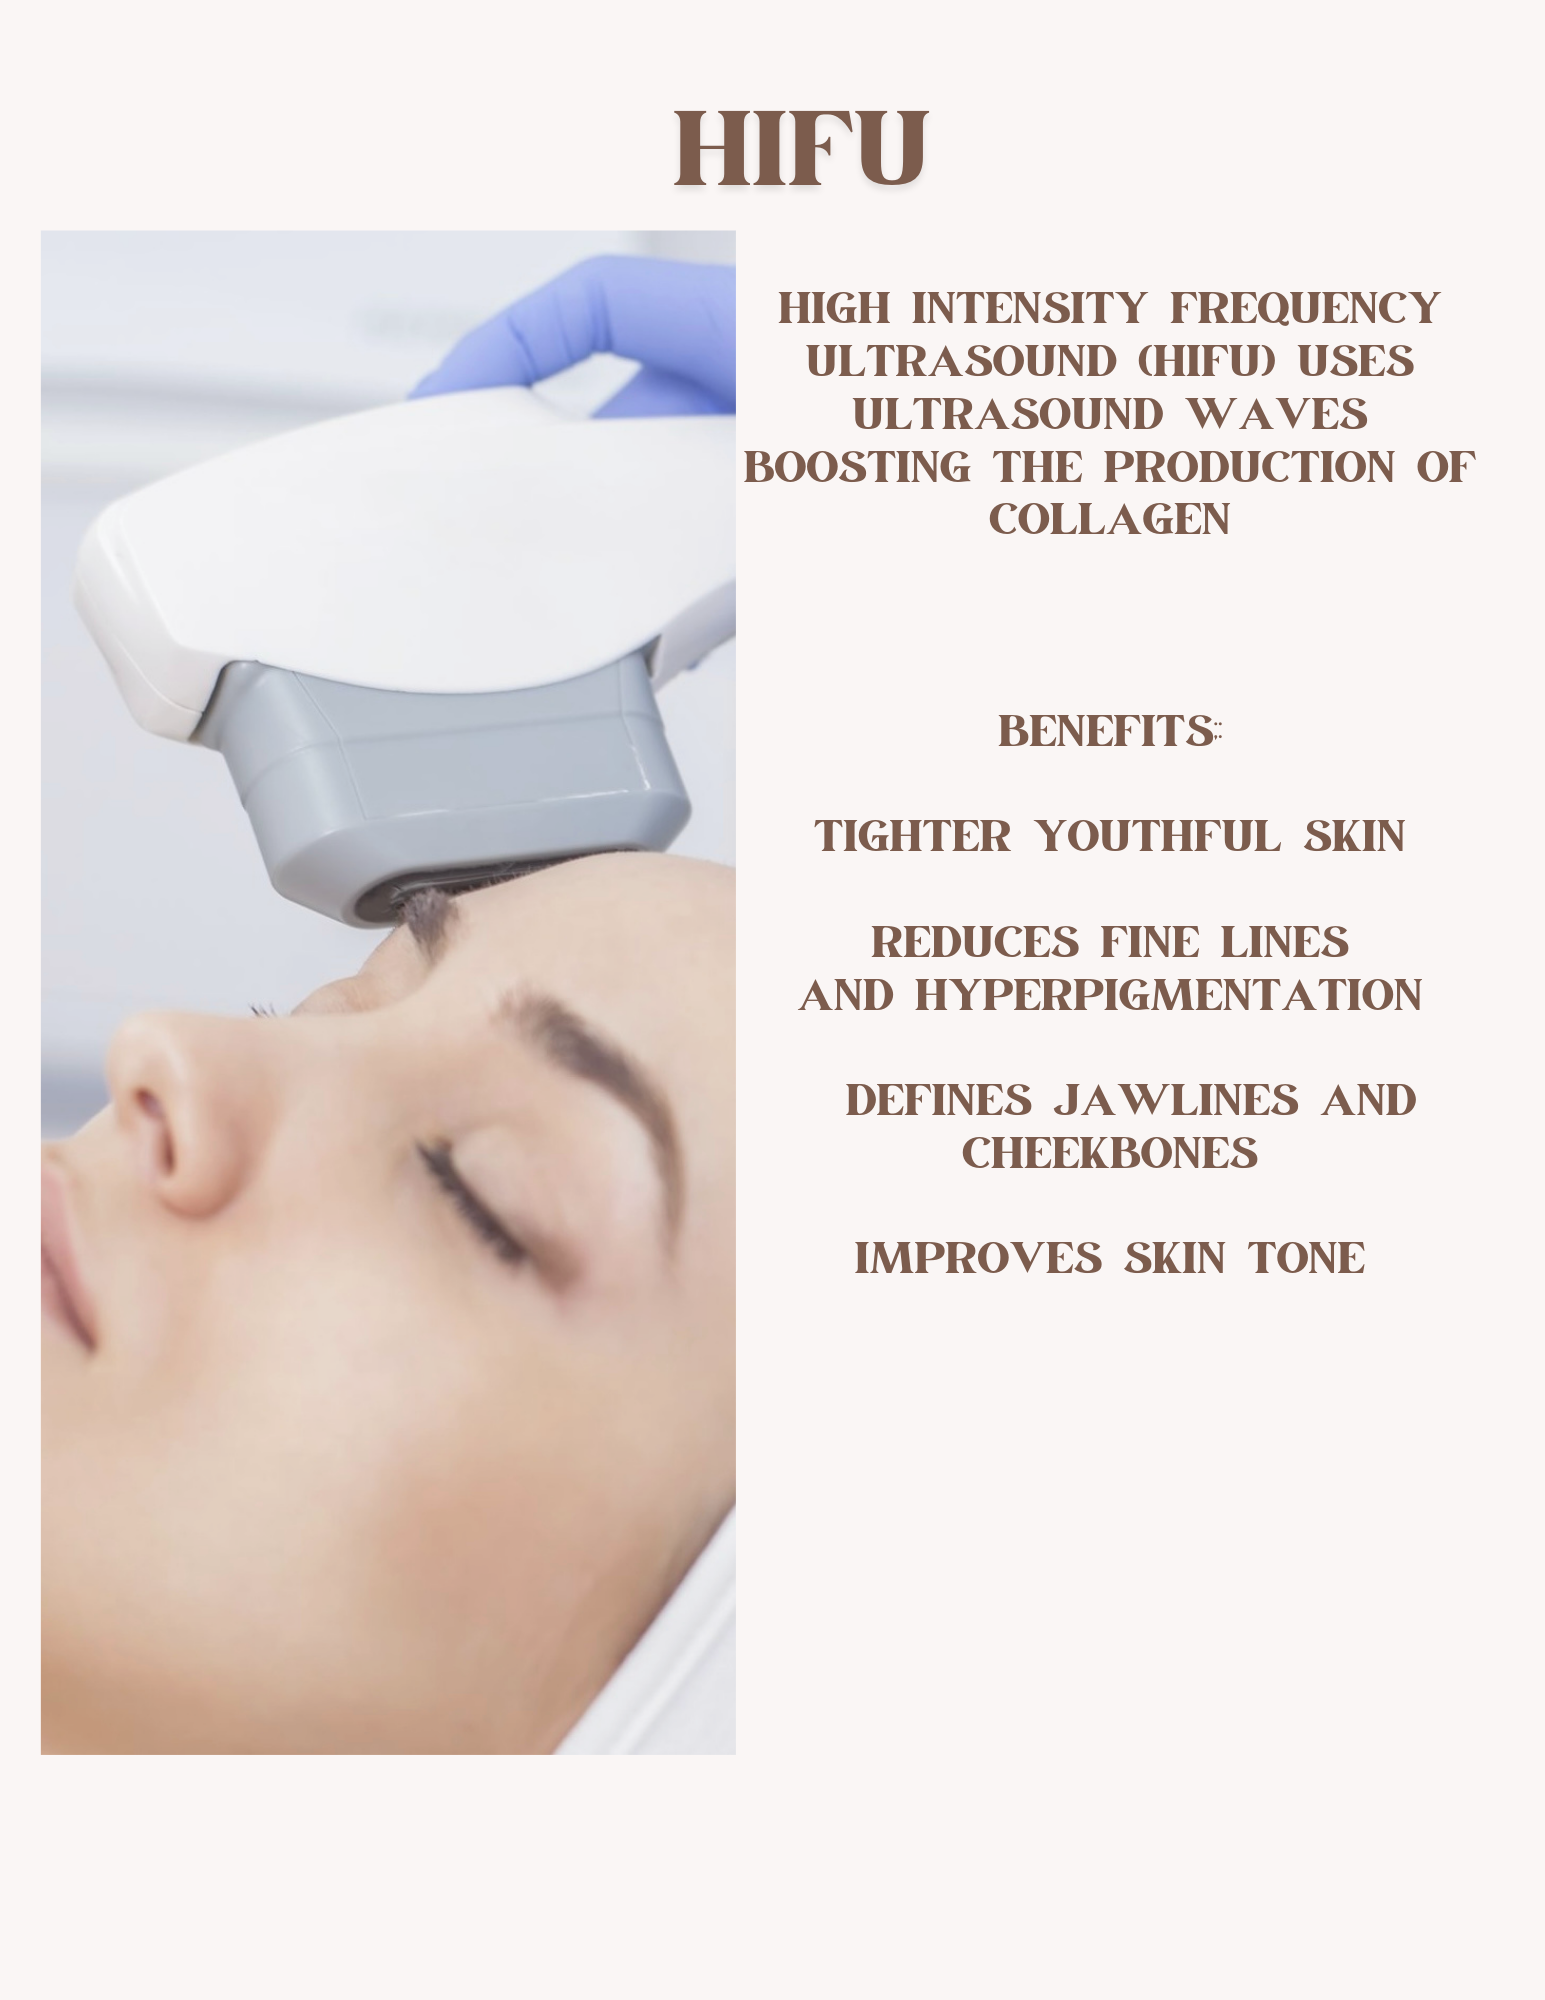 HIFU
HIGH INTENSITY FREQUENCY
ULTRASOUND (HIFU) USES
ULTRASOUND WAVES
BOOSTING THE PRODUCTION OF
COLLAGEN
BENEFITS;:
TIGHTER YOUTHFUL SKIN
REDUCES FINE LINES
AND HYPERPIGMENTATION
DEFINES JAWLINES AND
CHEEKBONES
IMPROVES SKIN TONE